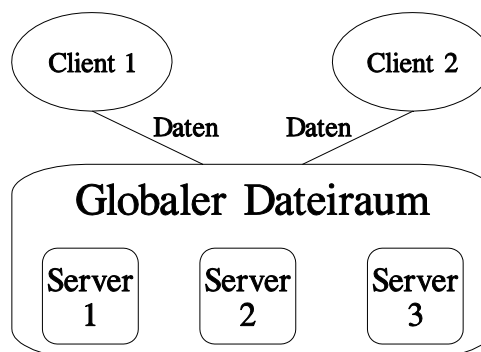 Client 1
Client 2
Daten
Daten
Globaler Dateiraum
Server
1
Server
2
Server
3